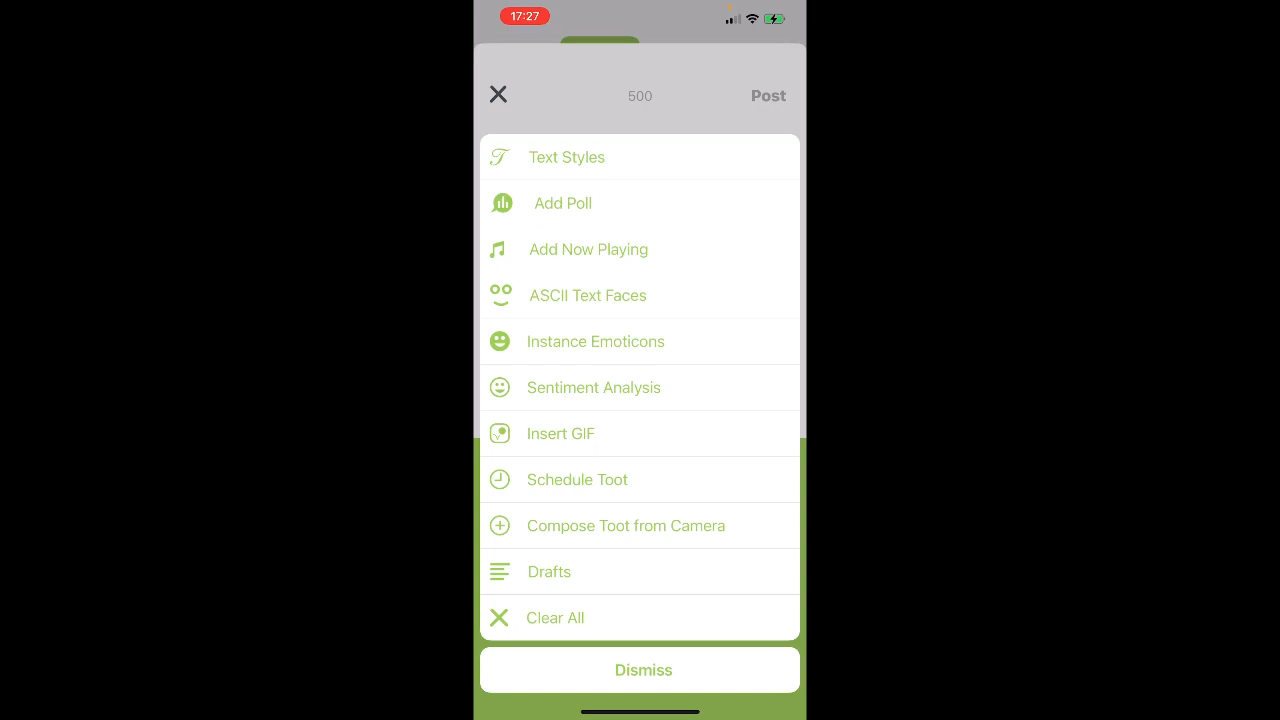 17:27
500
Post
Text Styles
Add Poll
Add Now Playing
ASCII Text Faces
Instance Emoticons
Sentiment Analysis
Insert GIF
Schedule Toot
Compose Toot from Camera
Drafts
Clear All
Dismiss